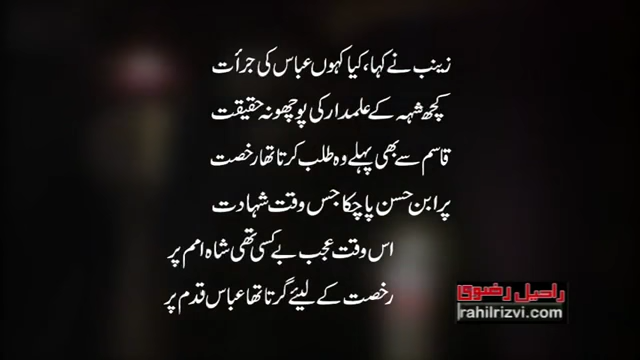 زینب نے کہا، کیا کہوں عباس کی جرأت
کچھ شہہ کے علمدار کی پوچھو نہ حقیقت
قاسم سے بھی پہلے وہ طلب کرتا تھا رخصت
پر ابن حسن پا چکا جس وقت شہادت
اس وقت عجب بے کسی تھی شاہ امم پر
رخصت کے لیئے گرتا تھا عباس قدم پر
راحیل رضوی
rahilrizvi.com